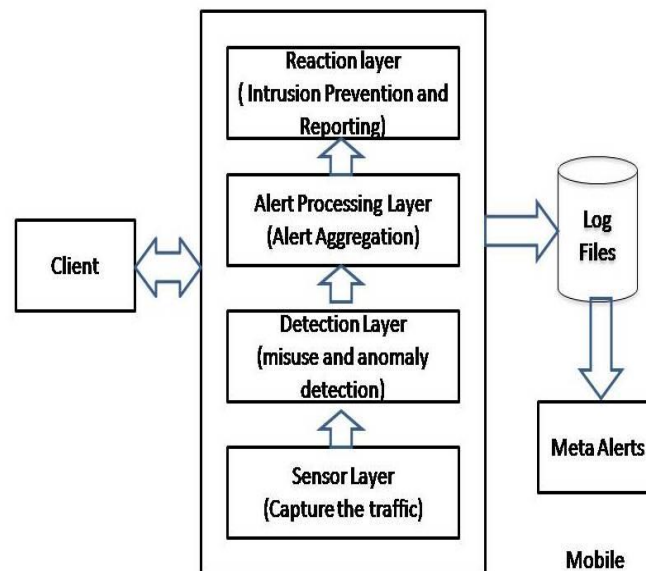 Reaction layer
( Intrusion Prevention and
Reporting)
Alert Processing Layer
(Alert Aggregation)
Client
Log
Files
Detection Layer
(misuse and anomaly
detection)
Meta Alerts
Sensor Layer
(Capture the traffic)
Mobile